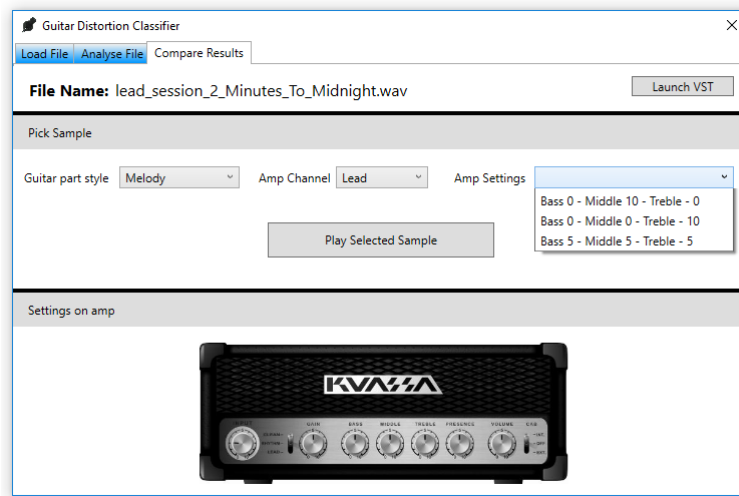 Guitar Distortion Classifier
Load File Analyse File Compare Results
File Name: lead_session_2_Minutes_To_Midnight.wav Launch VST
Pick Sample
Guitar part style Melody Amp Channel Lead Amp Settings
Bass 0 - Middle 10 - Treble - 0
Bass 0 - Middle 0 - Treble - 10
Bass 5 - Middle 5 - Treble - 5
Play Selected Sample
Settings on amp
KVASSA
GAIN BASS MIDDLE TREBLE PRESENCE VOLUME CAB